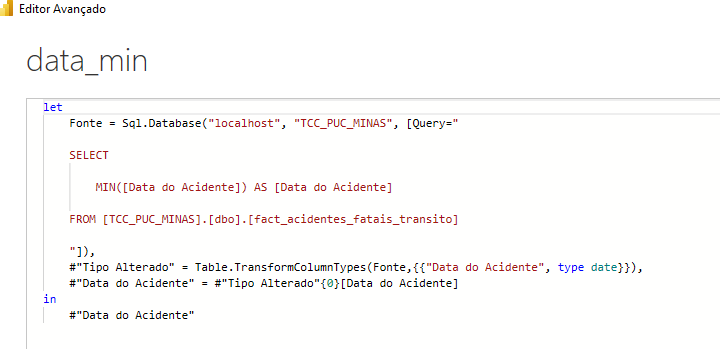 Editor Avançado
data_min
let
Fonte = Sql.Database("localhost", "TCC_PUC_MINAS", [Query="
SELECT
MIN([Data do Acidente]) AS [Data do Acidente]
FROM [TCC_PUC_MINAS].[dbo].[fact_acidentes_fatais_transito]
"]),
#"Tipo Alterado" = Table.TransformColumnTypes(Fonte,{{"Data do Acidente", type date}}),
#"Data do Acidente" = #"Tipo Alterado"{0}[Data do Acidente]
in
#"Data do Acidente"